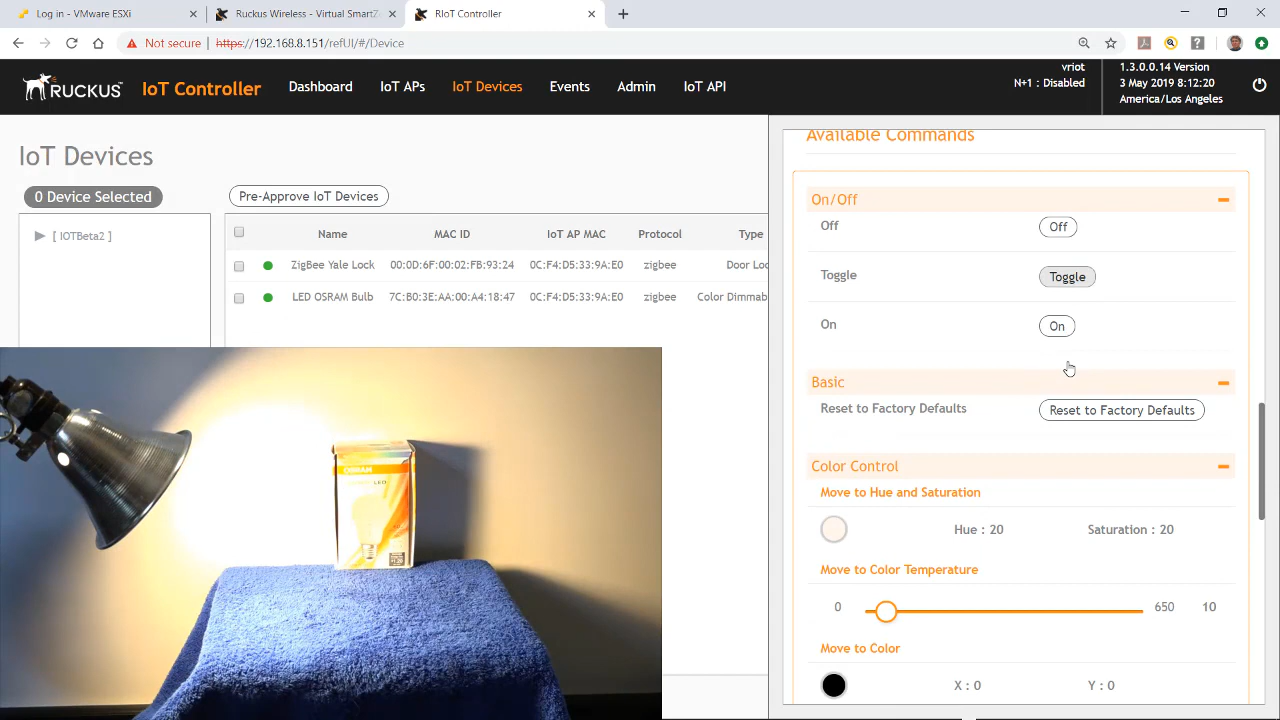 Log in - VMware ESXi
Ruckus Wireless - Virtual SmartZ
RIoT Controller
Not secure
https://192.168.8.151/refUI/#/Device
RUCKUS™
IoT Controller
Dashboard
IoT APs
IoT Devices
Events
Admin
IoT API
vriot
N+1 : Disabled
1.3.0.0.14 Version
3 May 2019 8:12:20
America/Los Angeles
IoT Devices
0 Device Selected
Pre-Approve IoT Devices
[ IOTBeta2 ]
Name MAC ID IoT AP MAC Protocol Type
ZigBee Yale Lock 00:0D:6F:00:02:FB:93:24 0C:F4:D5:33:9A:E0 zigbee Door Loc
LED OSRAM Bulb 7C:B0:3E:AA:00:A4:18:47 0C:F4:D5:33:9A:E0 zigbee Color Dimmab
OSRAM
LED
Available Commands
On/Off
Off Off
Toggle Toggle
On On
Basic
Reset to Factory Defaults Reset to Factory Defaults
Color Control
Move to Hue and Saturation
Hue : 20 Saturation : 20
Move to Color Temperature
0 650 10
Move to Color
X : 0 Y : 0